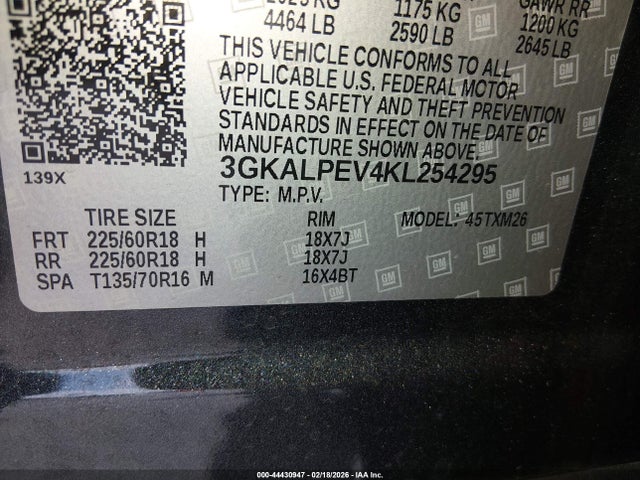 GAWR RR
4464 LB 1175 KG 1200 KG
2590 LB 2645 LB
THIS VEHICLE CONFORMS TO ALL
APPLICABLE U.S. FEDERAL MOTOR
VEHICLE SAFETY AND THEFT PREVENTION
STANDARDS IN EFFECT ON THE DATE OF
MANUFACTURE SHOWN ABOVE.
139X 3GKALPEV4KL254295
TYPE: M.P.V.
TIRE SIZE RIM MODEL: 45TXM26
FRT 225/60R18 H 18X7J
RR 225/60R18 H 18X7J
SPA T135/70R16 M 16X4BT
GM
000-44430947 - 02/18/2026 - IAA Inc.